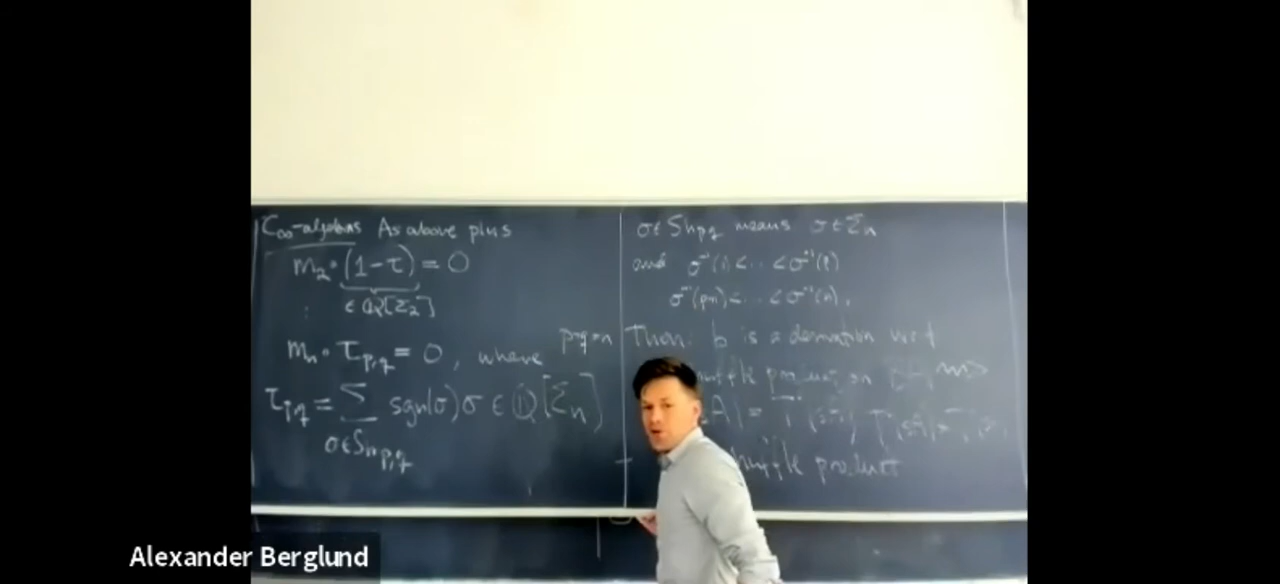 C∞-algebras As above plus
m₂∘(1-τ) = 0
∈ Q[Σ₂]
⋮
mₙ∘τ_{p,q} = 0, where p+q=n
τ_{p,q} = Σ sgn(σ)σ ∈ Q[Σₙ]
σ∈Sh_{p,q}
σ∈Sh_{p,q} means σ∈Σₙ
and σ⁻¹(1)<...<σ⁻¹(p)
σ⁻¹(p+1)<...<σ⁻¹(n).
Then: b is a derivation w.r.t
product on
A] =
shuffle product
Alexander Berglund